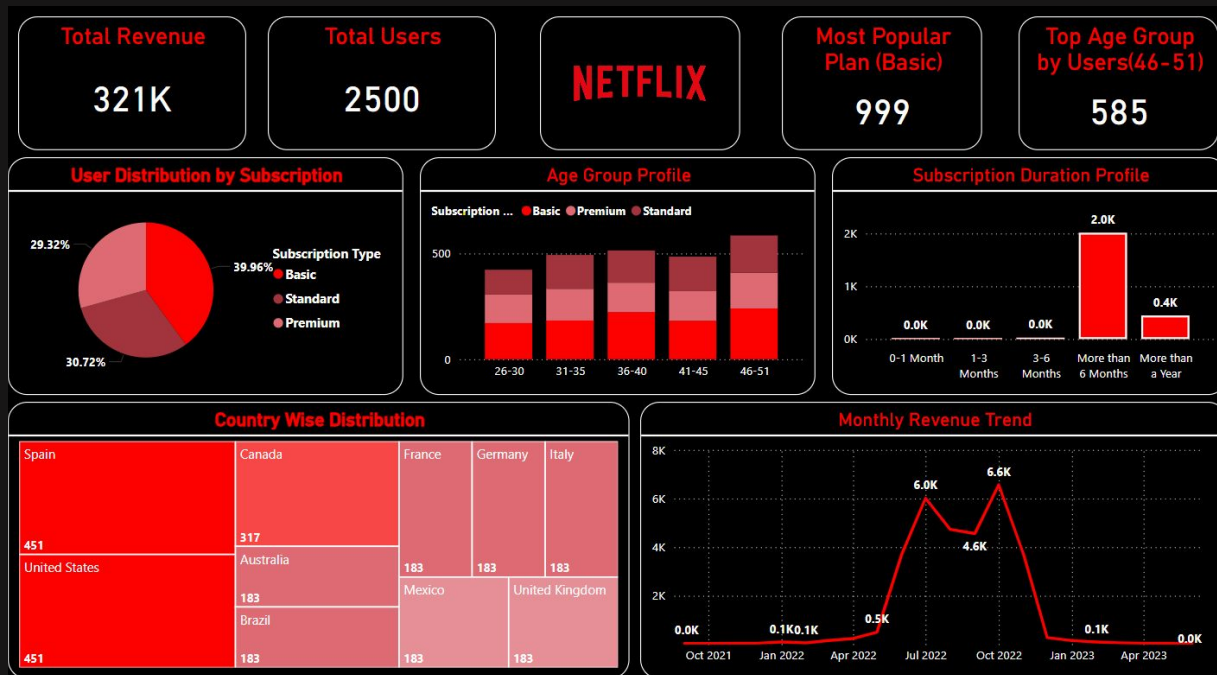 Total Revenue
321K
Total Users
2500
NETFLIX
Most Popular
Plan (Basic)
999
Top Age Group
by Users(46-51)
585
User Distribution by Subscription
29.32%
39.96%
30.72%
Subscription Type
Basic
Standard
Premium
Age Group Profile
Subscription ... Basic Premium Standard
500
0
26-30 31-35 36-40 41-45 46-51
Subscription Duration Profile
2K
1K
0K
0.0K 0.0K 0.0K 2.0K 0.4K
0-1 Month
1-3
Months
3-6
Months
More than
6 Months
More than
a Year
Country Wise Distribution
Spain
451
United States
451
Canada
317
Australia
183
Brazil
183
France
183
Germany
183
Italy
183
Mexico
183
United Kingdom
183
Monthly Revenue Trend
8K
6K
4K
2K
0.0K 0.1K 0.1K 0.5K 6.0K 4.6K 6.6K 0.1K 0.0K
Oct 2021 Jan 2022 Apr 2022 Jul 2022 Oct 2022 Jan 2023 Apr 2023